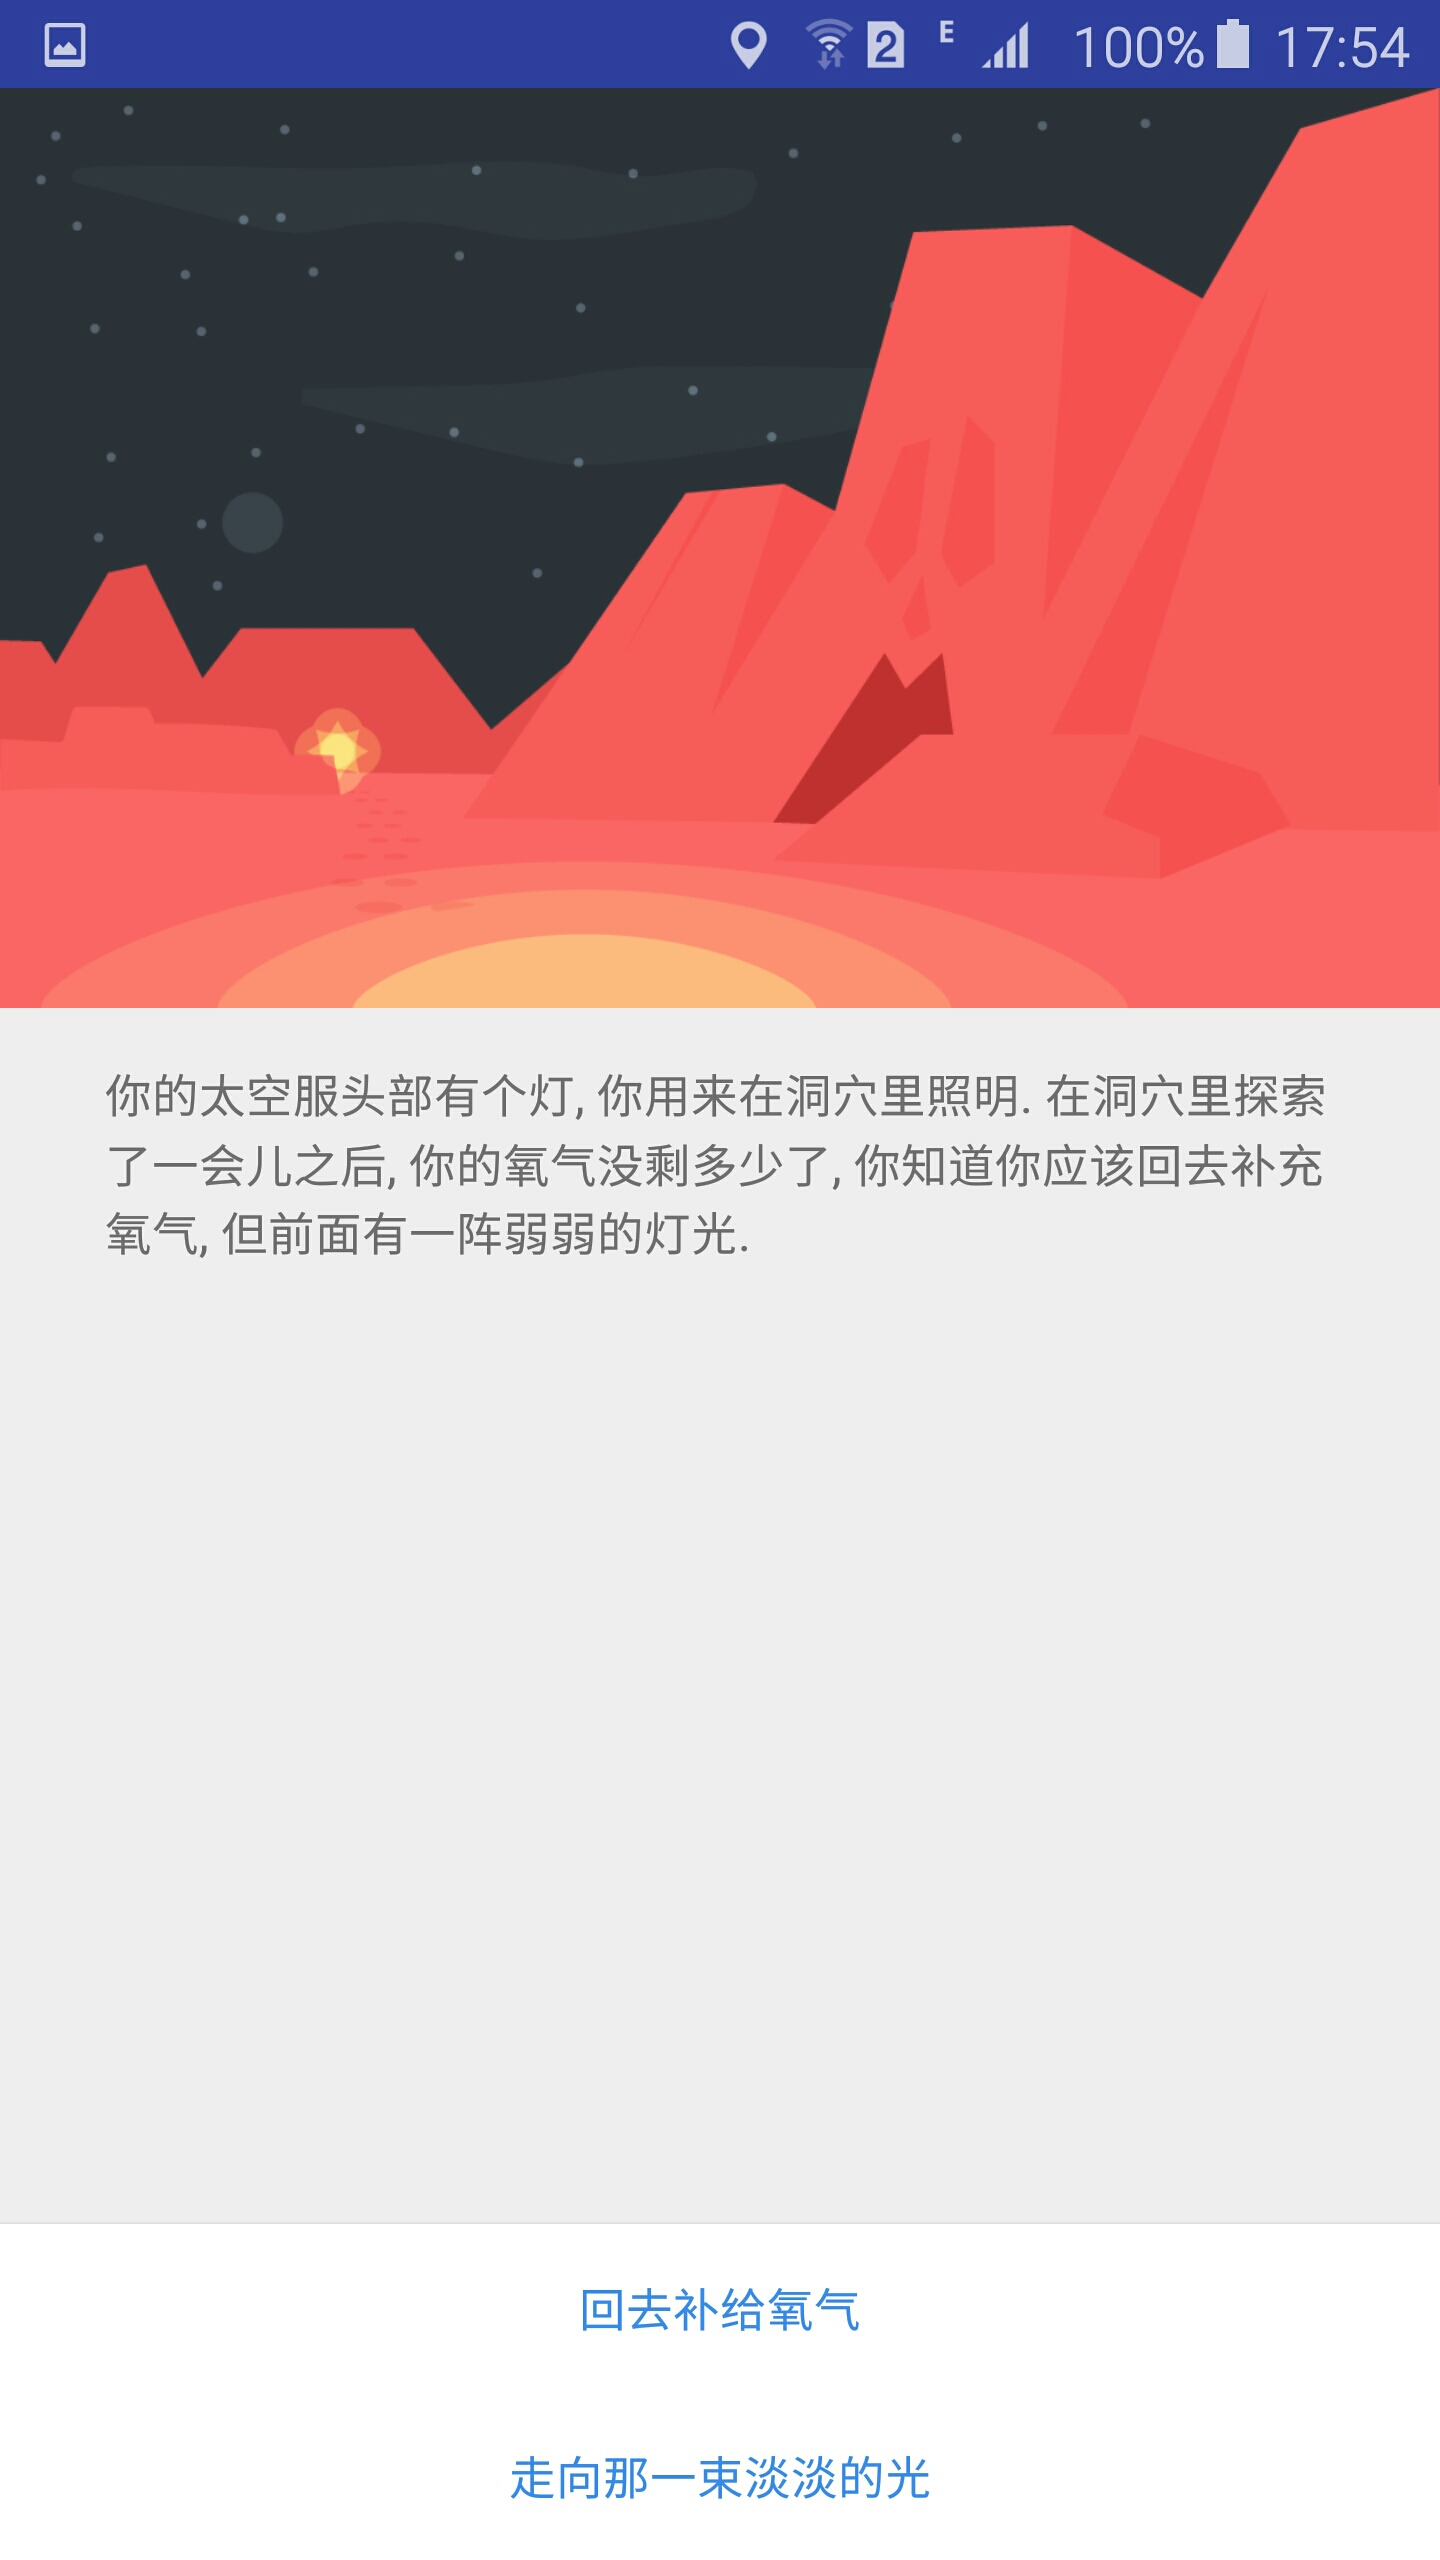 2 E 100% 17:54
你的太空服头部有个灯, 你用来在洞穴里照明. 在洞穴里探索
了一会儿之后, 你的氧气没剩多少了, 你知道你应该回去补充
氧气, 但前面有一阵弱弱的灯光.
回去补给氧气
走向那一束淡淡的光